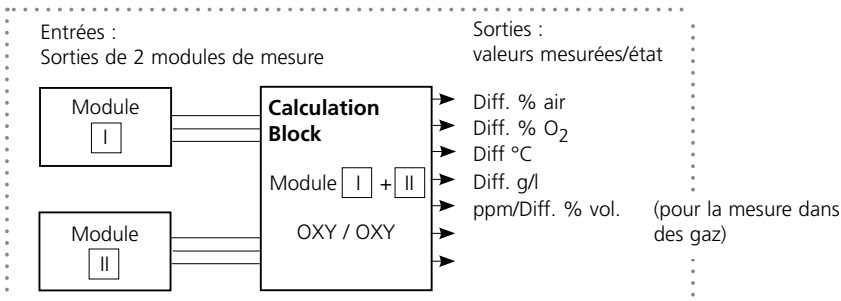 Entrées :
Sorties de 2 modules de mesure
Sorties :
valeurs mesurées/état
Module
I
Module
II
Calculation
Block
Module I + II
OXY / OXY
Diff. % air
Diff. % O2
Diff °C
Diff. g/l
ppm/Diff. % vol. (pour la mesure dans
des gaz)